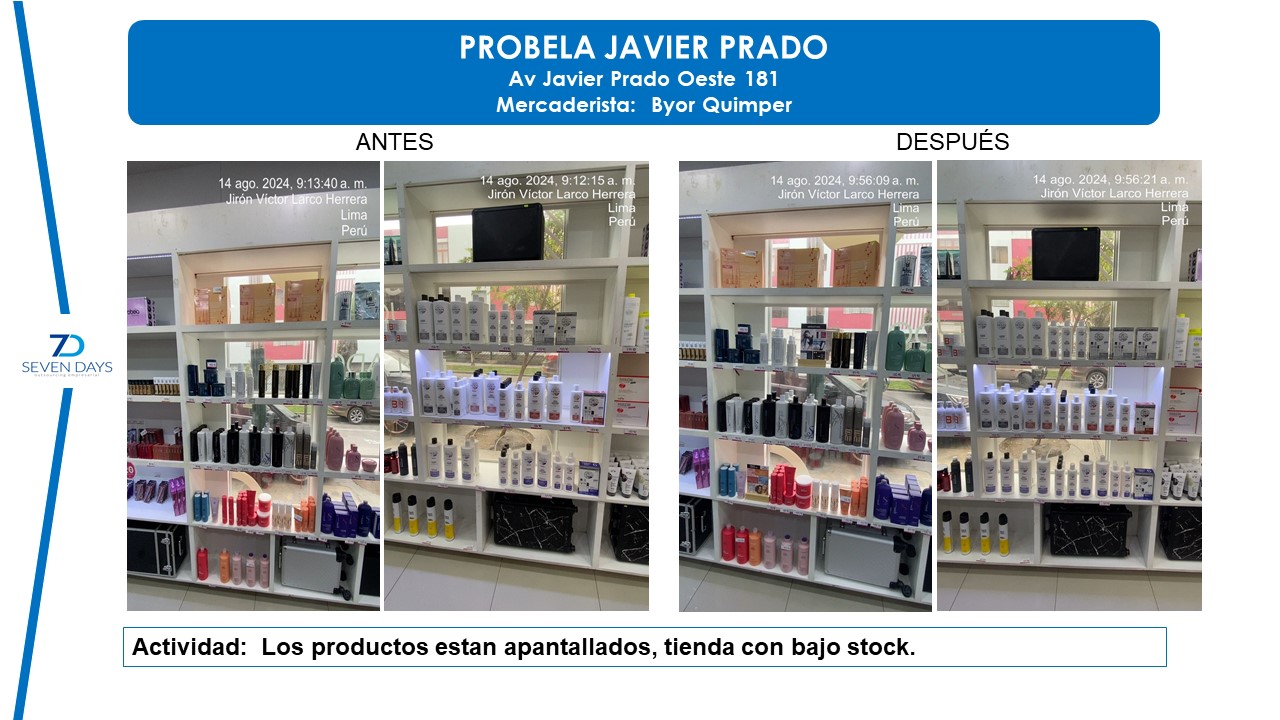 PROBELA JAVIER PRADO
Av Javier Prado Oeste 181
Mercaderista: Byor Quimper
ANTES
DESPUÉS
14 ago. 2024, 9:13:40 a. m.
Jirón Víctor Larco Herrera
Lima
Perú
14 ago. 2024, 9:12:15 a. m.
Jirón Víctor Larco Herrera
Lima
Perú
14 ago. 2024, 9:56:09 a. m.
Jirón Víctor Larco Herrera
Lima
Perú
14 ago. 2024, 9:56:21 a. m.
Jirón Víctor Larco Herrera
Lima
Perú
7D
SEVEN DAYS
Actividad: Los productos estan apantallados, tienda con bajo stock.